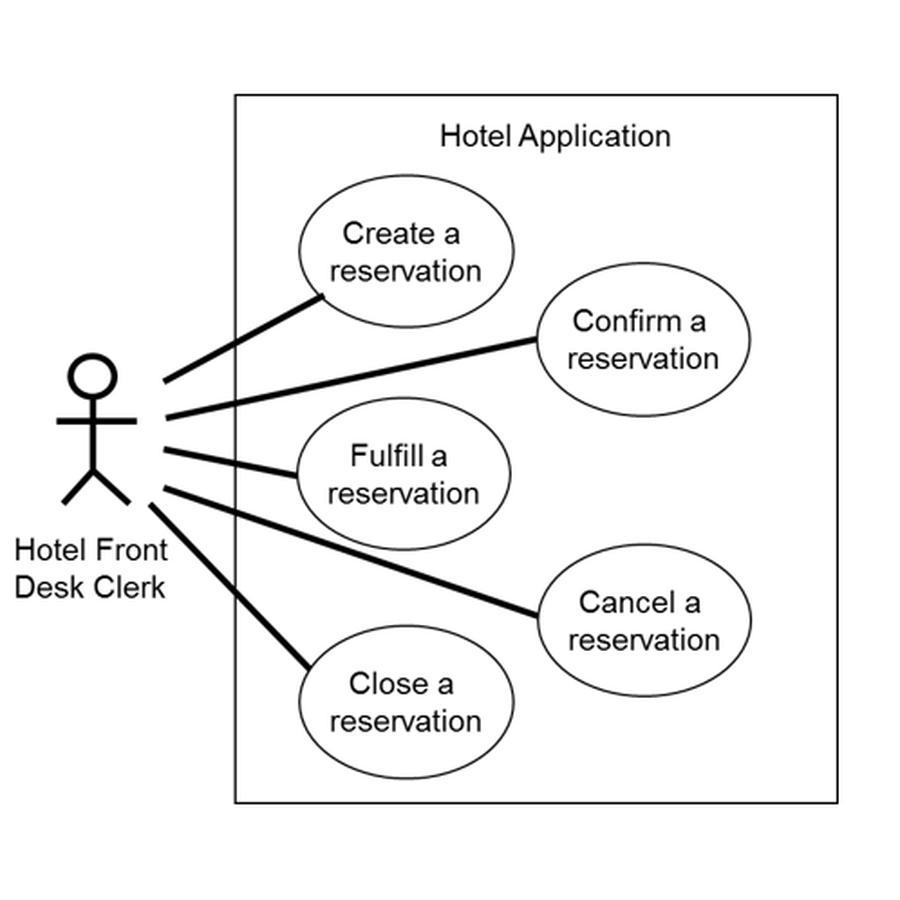 Hotel Application
Create a
reservation
Confirm a
reservation
Fulfill a
reservation
Hotel Front
Desk Clerk
Cancel a
reservation
Close a
reservation